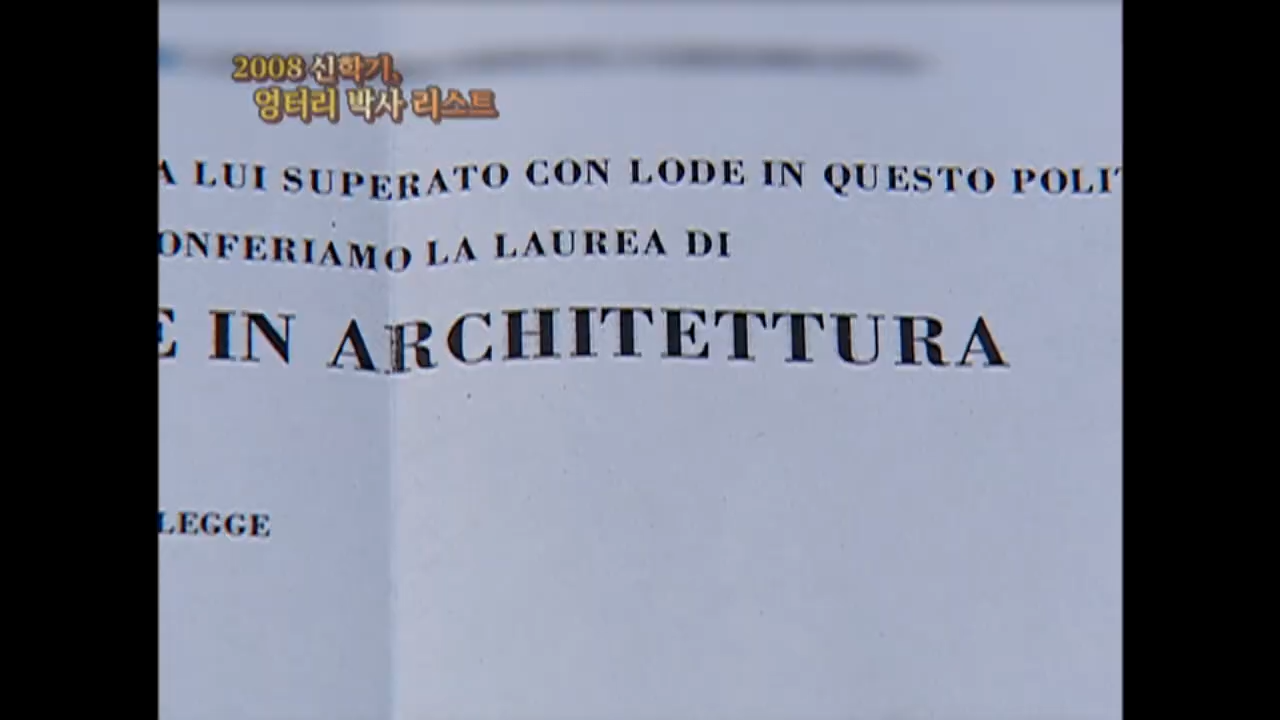 2008 신학기,
엉터리 박사 리스트
A LUI SUPERATO CON LODE IN QUESTO POLIT
ONFERIAMO LA LAUREA DI
E IN ARCHITETTURA
LEGGE